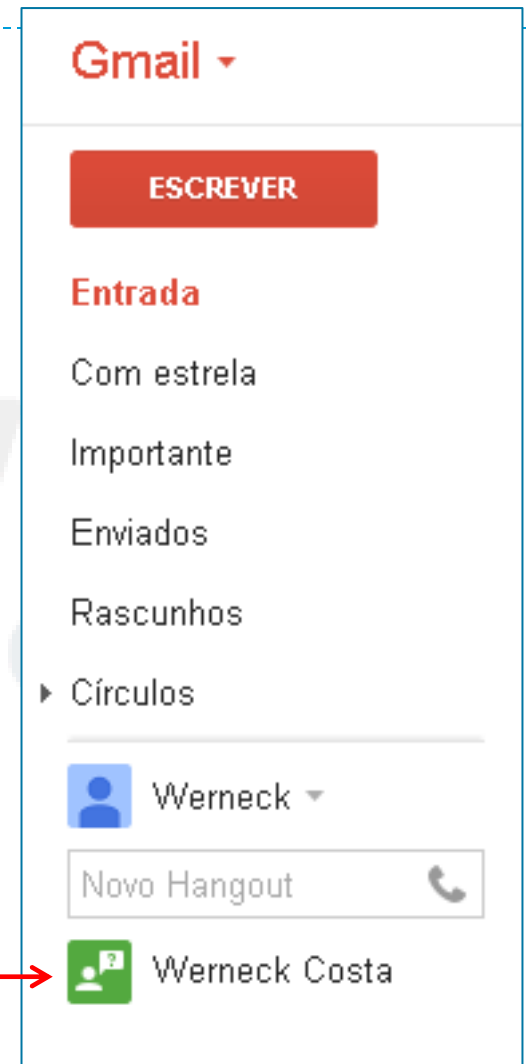 Gmail
ESCREVER
Entrada
Com estrela
Importante
Enviados
Rascunhos
Círculos
Werneck
Novo Hangout
?
Werneck Costa